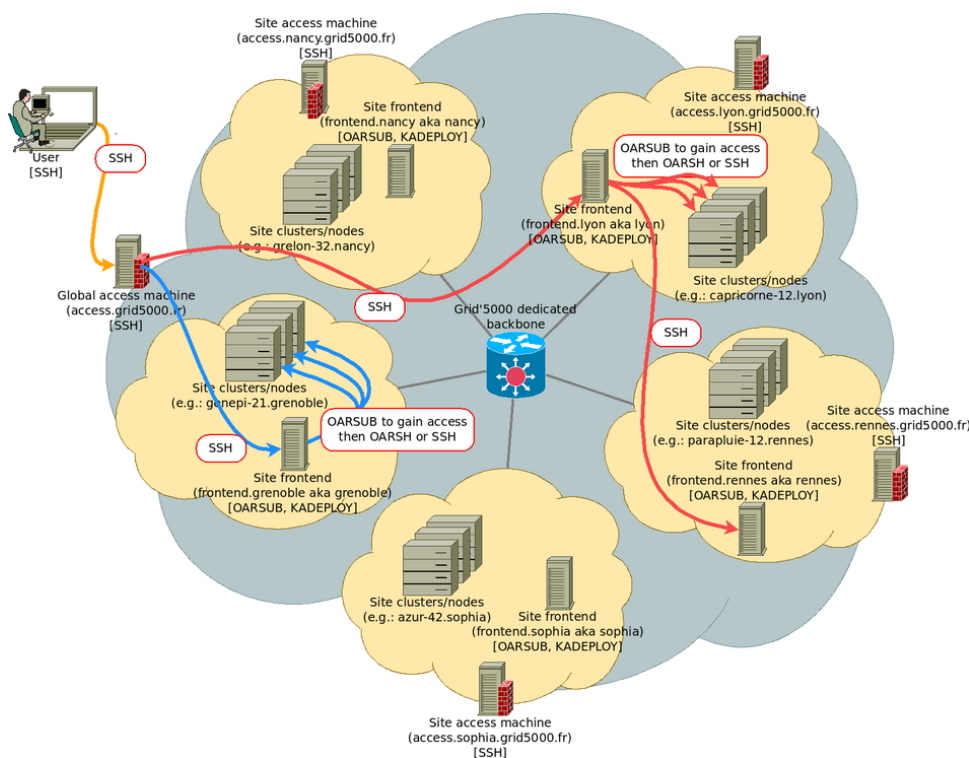 Site access machine
(access.nancy.grid5000.fr)
[SSH]
Site access machine
(access.lyon.grid5000.fr)
[SSH]
Site frontend
(frontend.nancy aka nancy)
[OARSUB, KADEPLOY]
User
[SSH]
SSH
OARSUB to gain access
then OARSH or SSH
Site clusters/nodes
(e.g.: grelon-32.nancy)
Site frontend
(frontend.lyon aka lyon)
[OARSUB, KADEPLOY]
Site clusters/nodes
(e.g.: capricorne-12.lyon)
Global access machine
(access.grid5000.fr)
[SSH]
SSH
Grid'5000 dedicated
backbone
SSH
Site clusters/nodes
(e.g.: genepi-21.grenoble)
OARSUB to gain access
then OARSH or SSH
SSH
Site frontend
(frontend.grenoble aka grenoble)
[OARSUB, KADEPLOY]
Site clusters/nodes
(e.g.: parapluie-12.rennes)
Site access machine
(access.rennes.grid5000.fr)
[SSH]
Site frontend
(frontend.rennes aka rennes)
[OARSUB, KADEPLOY]
Site clusters/nodes
(e.g.: azur-42.sophia)
Site frontend
(frontend.sophia aka sophia)
[OARSUB, KADEPLOY]
Site access machine
(access.sophia.grid5000.fr)
[SSH]